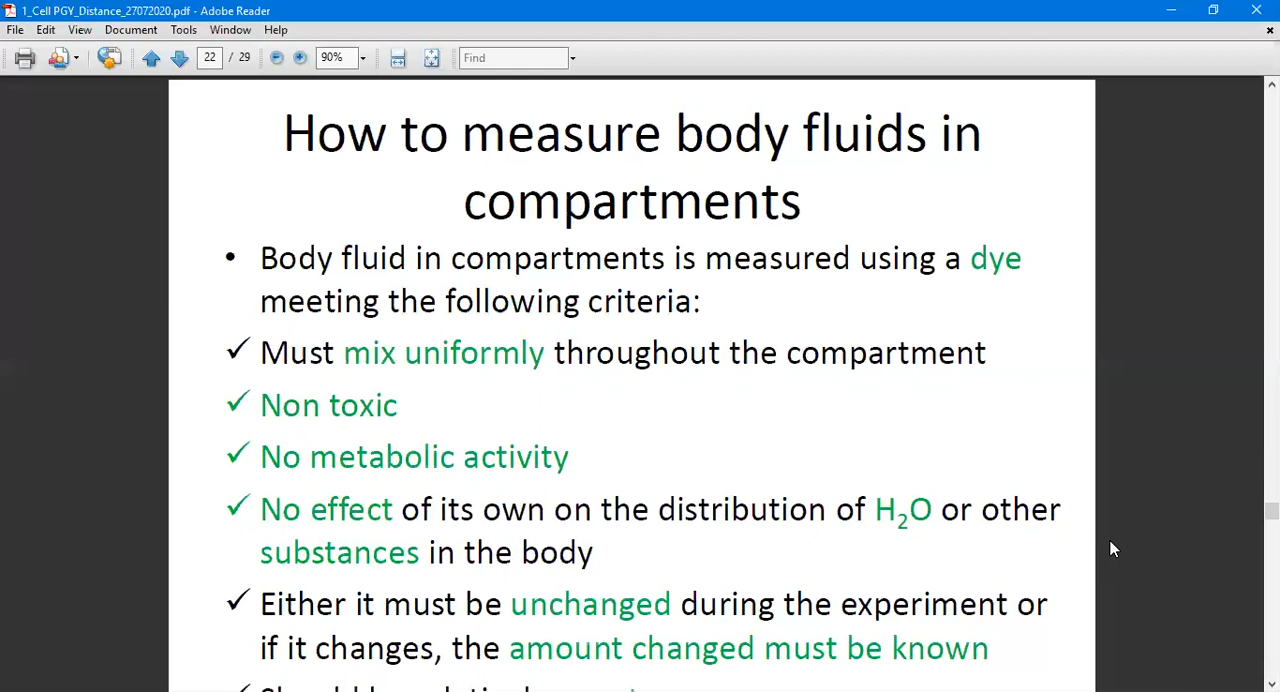 1_Cell PGY_Distance_27072020.pdf - Adobe Reader
File Edit View Document Tools Window Help
22 / 29 90% Find
How to measure body fluids in
compartments
• Body fluid in compartments is measured using a dye
meeting the following criteria:
✓ Must mix uniformly throughout the compartment
✓ Non toxic
✓ No metabolic activity
✓ No effect of its own on the distribution of H₂O or other
substances in the body
✓ Either it must be unchanged during the experiment or
if it changes, the amount changed must be known